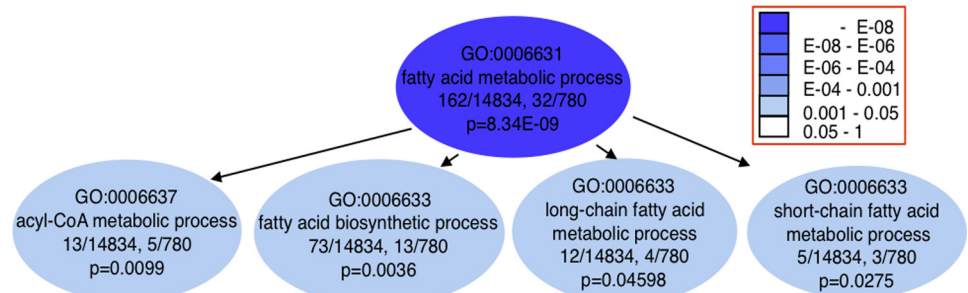 GO:0006631
fatty acid metabolic process
162/14834, 32/780
p=8.34E-09
- E-08
E-08 - E-06
E-06 - E-04
E-04 - 0.001
0.001 - 0.05
0.05 - 1
GO:0006637
acyl-CoA metabolic process
13/14834, 5/780
p=0.0099
GO:0006633
fatty acid biosynthetic process
73/14834, 13/780
p=0.0036
GO:0006633
long-chain fatty acid
metabolic process
12/14834, 4/780
p=0.04598
GO:0006633
short-chain fatty acid
metabolic process
5/14834, 3/780
p=0.0275